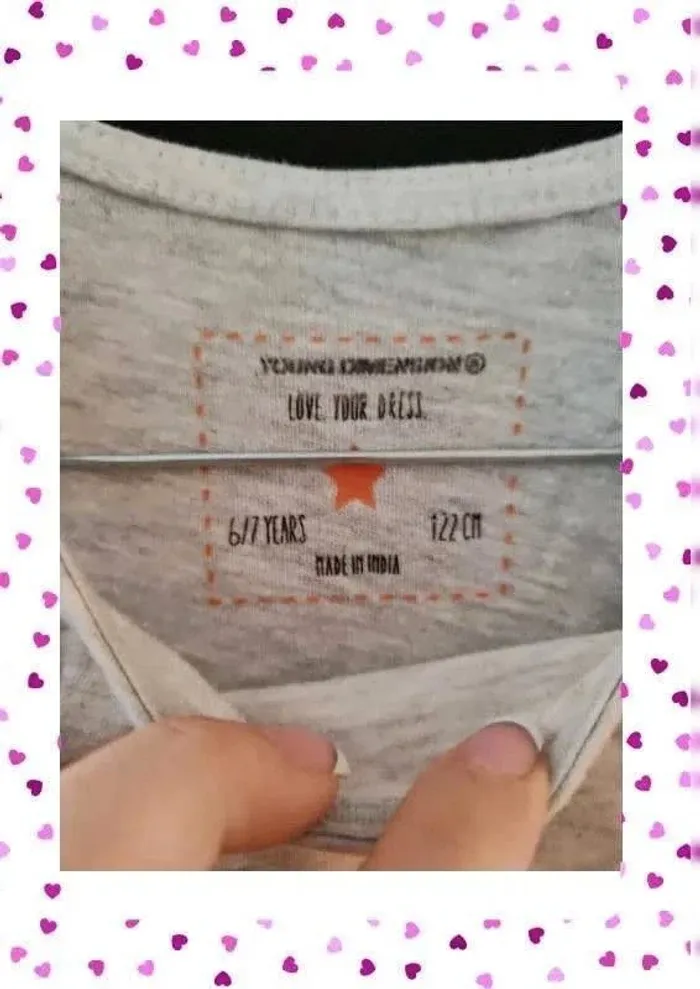 YOUNG DIMENSION®
LOVE YOUR DRESS.
6/7 YEARS 122 CM
MADE IN INDIA